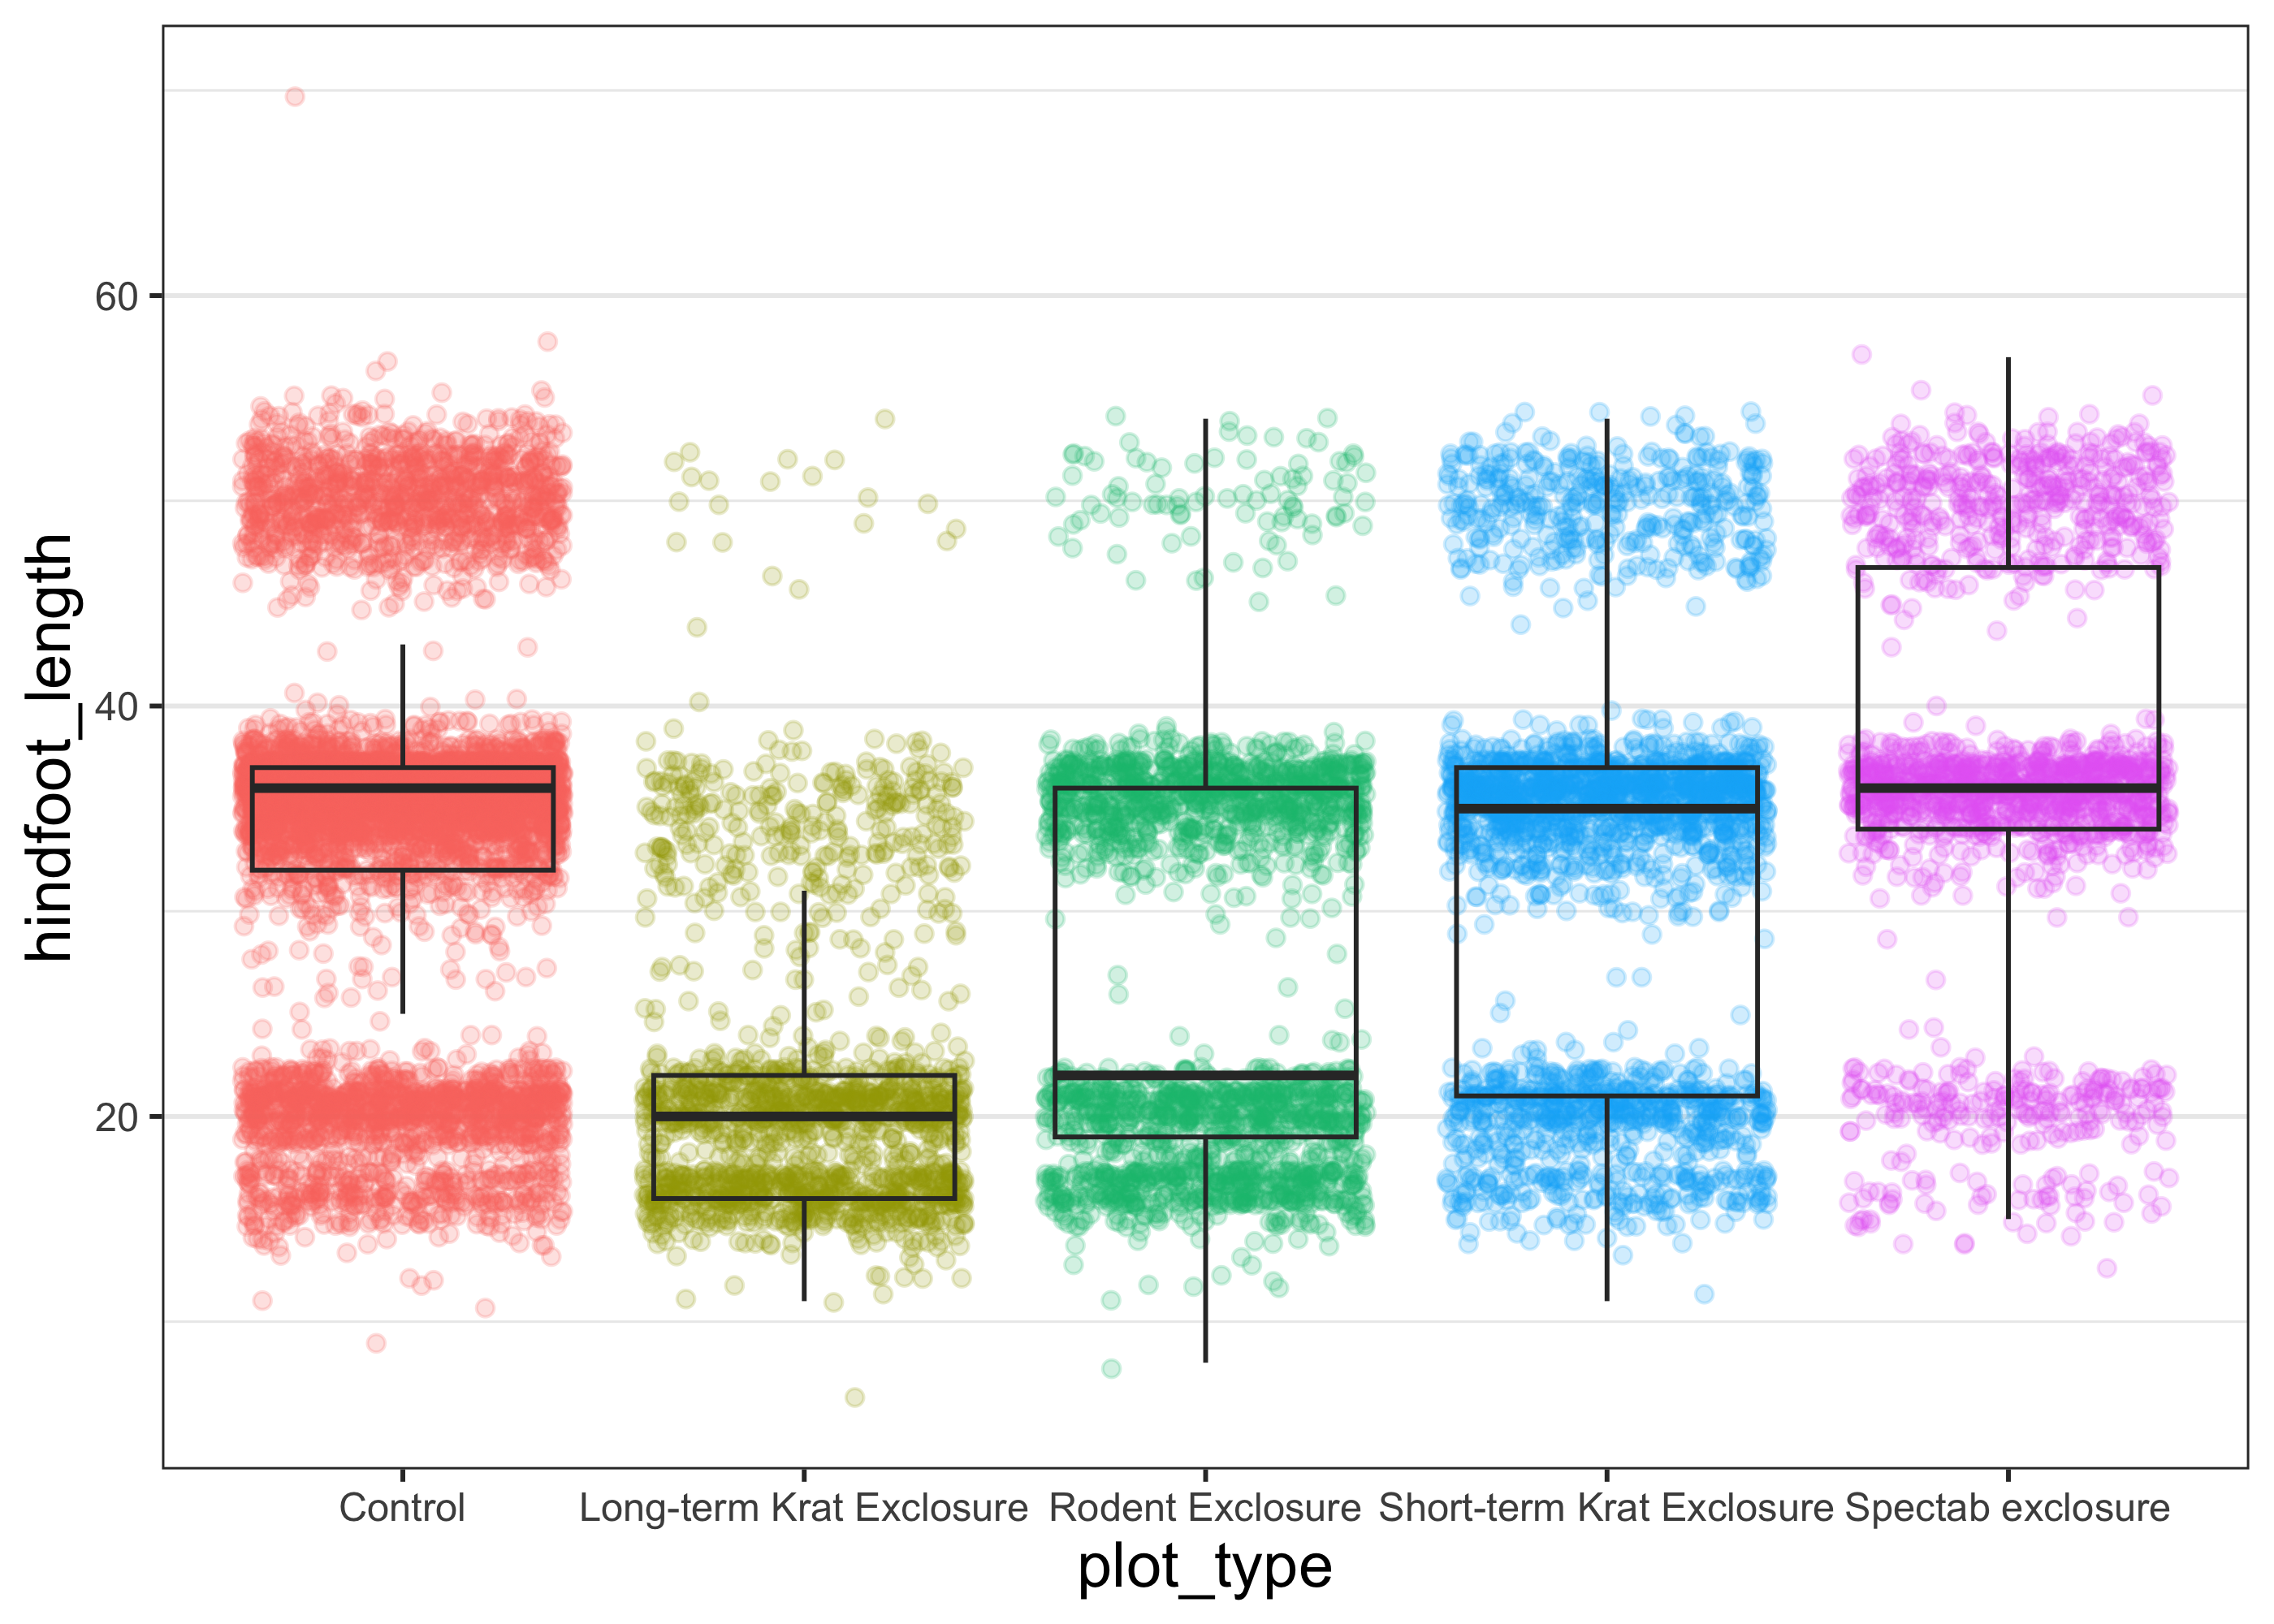 hindfoot_length
60
40
20
Control Long-term Krat Exclosure Rodent Exclosure Short-term Krat Exclosure Spectab exclosure
plot_type